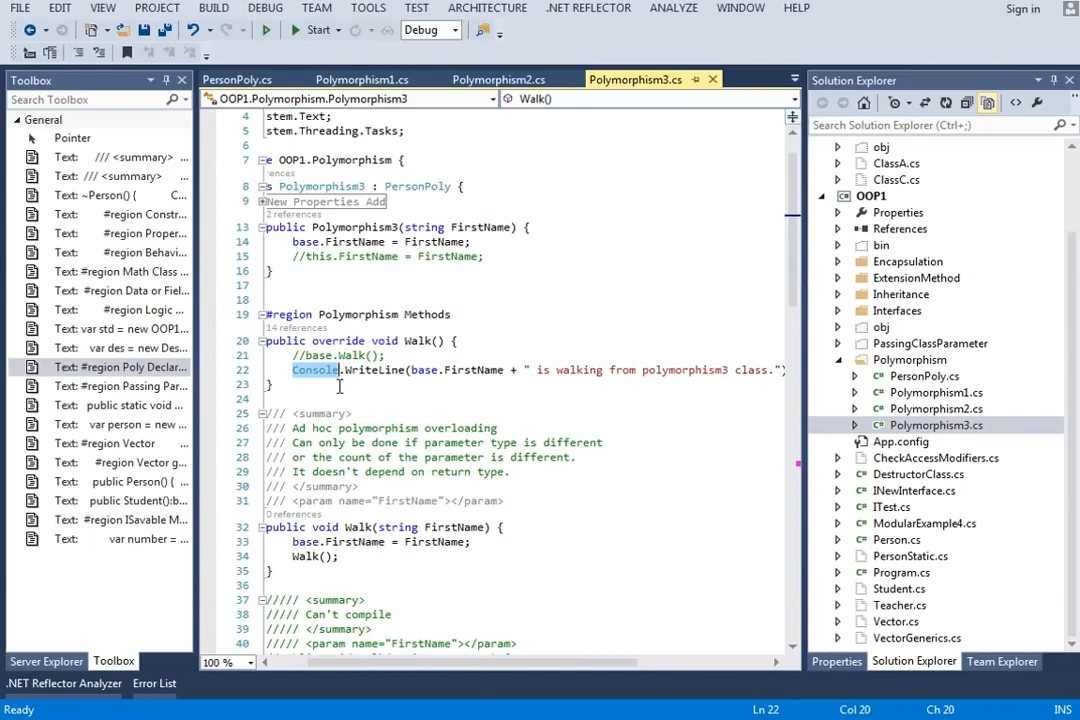 FILE EDIT VIEW PROJECT BUILD DEBUG TEAM TOOLS TEST ARCHITECTURE .NET REFLECTOR ANALYZE WINDOW HELP Sign in
Start Debug
Toolbox
Search Toolbox
General
Pointer
Text: /// <summary> ...
Text: /// <summary> ...
Text: ~Person() { C...
Text: #region Constr...
Text: #region Proper...
Text: #region Behavi...
Text: #region Math Class ...
Text: #region Data or Fiel...
Text: #region Logic ...
Text: var std = new OOP1...
Text: var des = new Des...
Text: #region Poly Declar...
Text: #region Passing Par...
Text: public static void ...
Text: var person = new ...
Text: #region Vector
Text: #region Vector g...
Text: public Person() { ...
Text: public Student():b...
Text: #region ISavable M...
Text: var number = ...
Server Explorer Toolbox
.NET Reflector Analyzer Error List
PersonPoly.cs Polymorphism1.cs Polymorphism2.cs Polymorphism3.cs
OOP1.Polymorphism.Polymorphism3 Walk()
4 stem.Text;
5 stem.Threading.Tasks;
6
7 e OOP1.Polymorphism {
rences
8 s Polymorphism3 : PersonPoly {
9 New Properties Add
2 references
13 public Polymorphism3(string FirstName) {
14 base.FirstName = FirstName;
15 //this.FirstName = FirstName;
16 }
17
18
19 #region Polymorphism Methods
14 references
20 public override void Walk() {
21 //base.Walk();
22 Console.WriteLine(base.FirstName + " is walking from polymorphism3 class.")
23 }
24
25 /// <summary>
26 /// Ad hoc polymorphism overloading
27 /// Can only be done if parameter type is different
28 /// or the count of the parameter is different.
29 /// It doesn't depend on return type.
30 /// </summary>
31 /// <param name="FirstName"></param>
0 references
32 public void Walk(string FirstName) {
33 base.FirstName = FirstName;
34 Walk();
35 }
36
37 ///// <summary>
38 ///// Can't compile
39 ///// </summary>
40 ///// <param name="FirstName"></param>
100 %
Solution Explorer
Search Solution Explorer (Ctrl+;)
obj
ClassA.cs
ClassC.cs
OOP1
Properties
References
bin
Encapsulation
ExtensionMethod
Inheritance
Interfaces
obj
PassingClassParameter
Polymorphism
PersonPoly.cs
Polymorphism1.cs
Polymorphism2.cs
Polymorphism3.cs
App.config
CheckAccessModifiers.cs
DestructorClass.cs
INewInterface.cs
ITest.cs
ModularExample4.cs
Person.cs
PersonStatic.cs
Program.cs
Student.cs
Teacher.cs
Vector.cs
VectorGenerics.cs
Properties Solution Explorer Team Explorer
Ready Ln 22 Col 20 Ch 20 INS